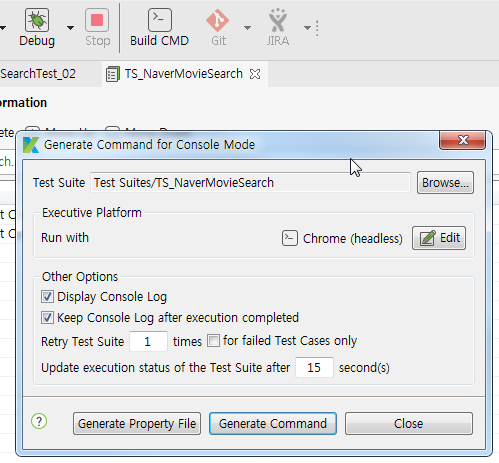 Debug
Stop
Build CMD
Git
JIRA
SearchTest_02
TS_NaverMovieSearch
ormation
Generate Command for Console Mode
Test Suite
Test Suites/TS_NaverMovieSearch
Browse...
Executive Platform
Run with
Chrome (headless)
Edit
Other Options
Display Console Log
Keep Console Log after execution completed
Retry Test Suite 1 times for failed Test Cases only
Update execution status of the Test Suite after 15 second(s)
Generate Property File
Generate Command
Close